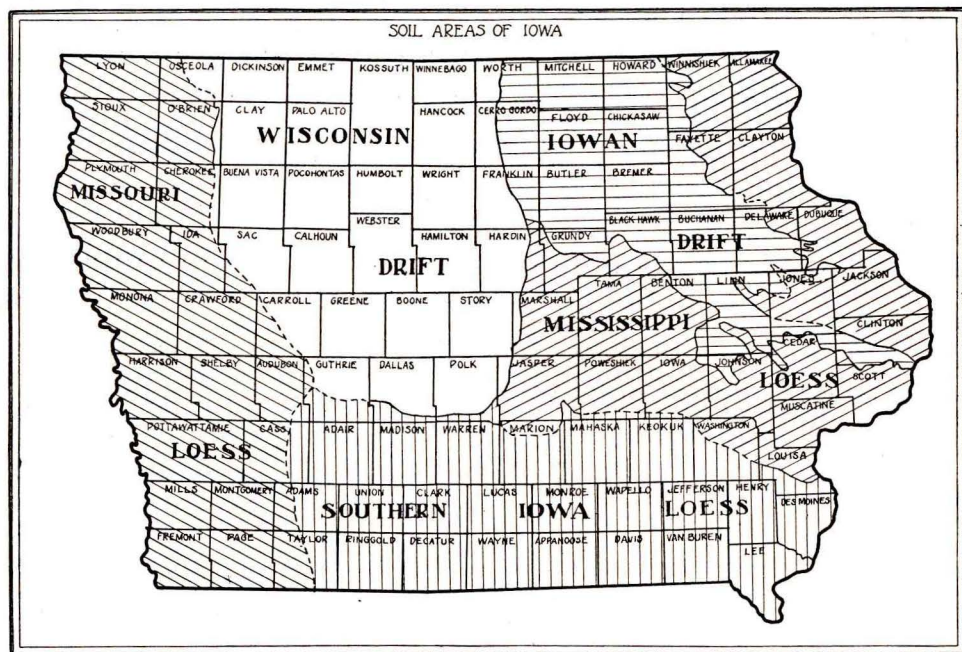 SOIL AREAS OF IOWA
LYON OSCEOLA DICKINSON EMMET KOSSUTH WINNEBAGO WORTH MITCHELL HOWARD WINNISHIEK ALLAMAKEE
SIOUX O'BRIEN CLAY PALO ALTO HANCOCK CERRO GORDO FLOYD CHICKASAW
WISCONSIN IOWAN FAYETTE CLAYTON
PLYMOUTH CHEROKEE BUENA VISTA POCOHONTAS HUMBOLT WRIGHT FRANKLIN BUTLER BREMER
MISSOURI
WEBSTER BLACK HAWK BUCHANAN DELAWARE DUBUQUE
WOODBURY IDA SAC CALHOUN HAMILTON HARDIN GRUNDY
DRIFT DRIFT
TAMA BENTON LINN JONES JACKSON
MONONA CRAWFORD CARROLL GREENE BOONE STORY MARSHALL
MISSISSIPPI CLINTON
CEDAR
HARRISON SHELBY AUDUBON GUTHRIE DALLAS POLK JASPER POWESHIEK IOWA JOHNSON
LOESS SCOTT
MUSCATINE
POTTAWATTAMIE CASS ADAIR MADISON WARREN MARION MAHASKA KEOKUK WASHINGTON
LOESS LOUISA
MILLS MONTGOMERY ADAMS UNION CLARK LUCAS MONROE WAPELLO JEFFERSON HENRY
DES MOINES
SOUTHERN IOWA LOESS
FREMONT PAGE TAYLOR RINGGOLD DECATUR WAYNE APPANOOSE DAVIS VAN BUREN
LEE